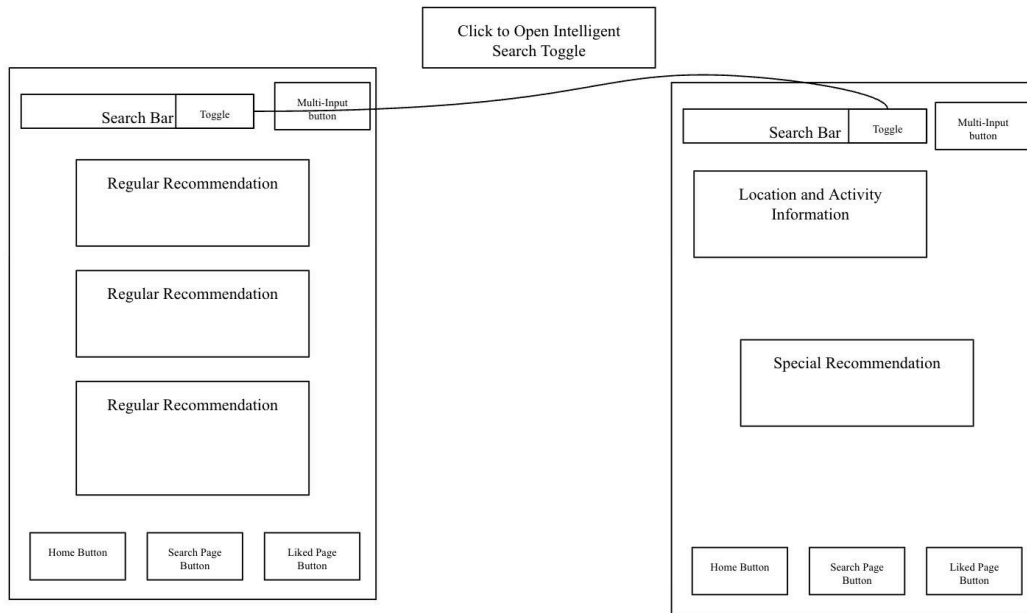 Click to Open Intelligent
Search Toggle
Search Bar
Toggle
Multi-Input
button
Regular Recommendation
Regular Recommendation
Regular Recommendation
Home Button
Search Page
Button
Liked Page
Button
Search Bar
Toggle
Multi-Input
button
Location and Activity
Information
Special Recommendation
Home Button
Search Page
Button
Liked Page
Button